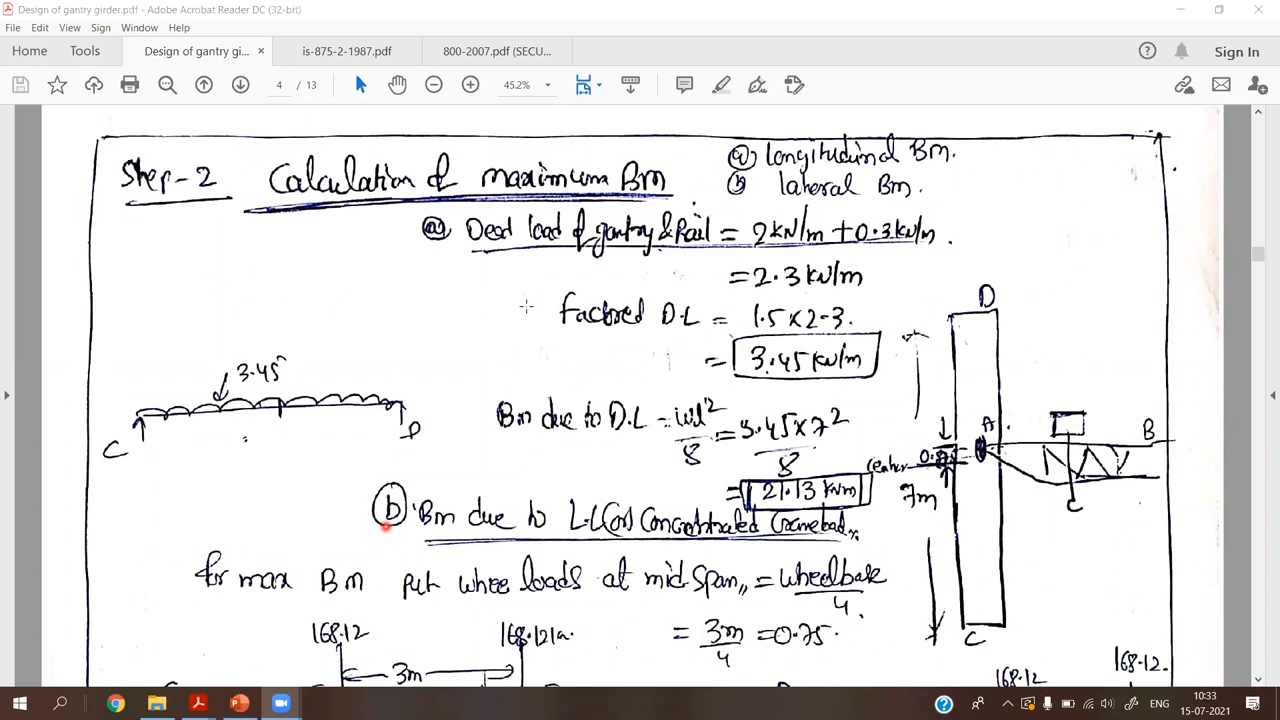 Design of gantry girder.pdf - Adobe Acrobat Reader DC (32-bit)
File Edit View Sign Window Help
Home Tools Design of gantry gi... × is-875-2-1987.pdf 800-2007.pdf (SECU... Sign In
4 / 13 45.2%
Step-2 Calculation of maximum Bm
(a) longitudinal Bm.
(b) lateral Bm.
(a) Dead load of gantry & Rail = 2 kN/m + 0.3 kN/m.
= 2.3 kN/m
factored D.L = 1.5 × 2-3.
= 3.45 kN/m
3.45
C D
Bm due to D.L = wl²/8 = 3.45 × 7²/8
= 21.13 kNm
D
A B
7m
C
C
(b) Bm due to L.L (or) Concentrated Crane load
for max Bm put whee loads at mid span = wheel base/4.
= 3m/4 = 0.75.
168.12
3m
168.12
168.12.
10:33
ENG
15-07-2021